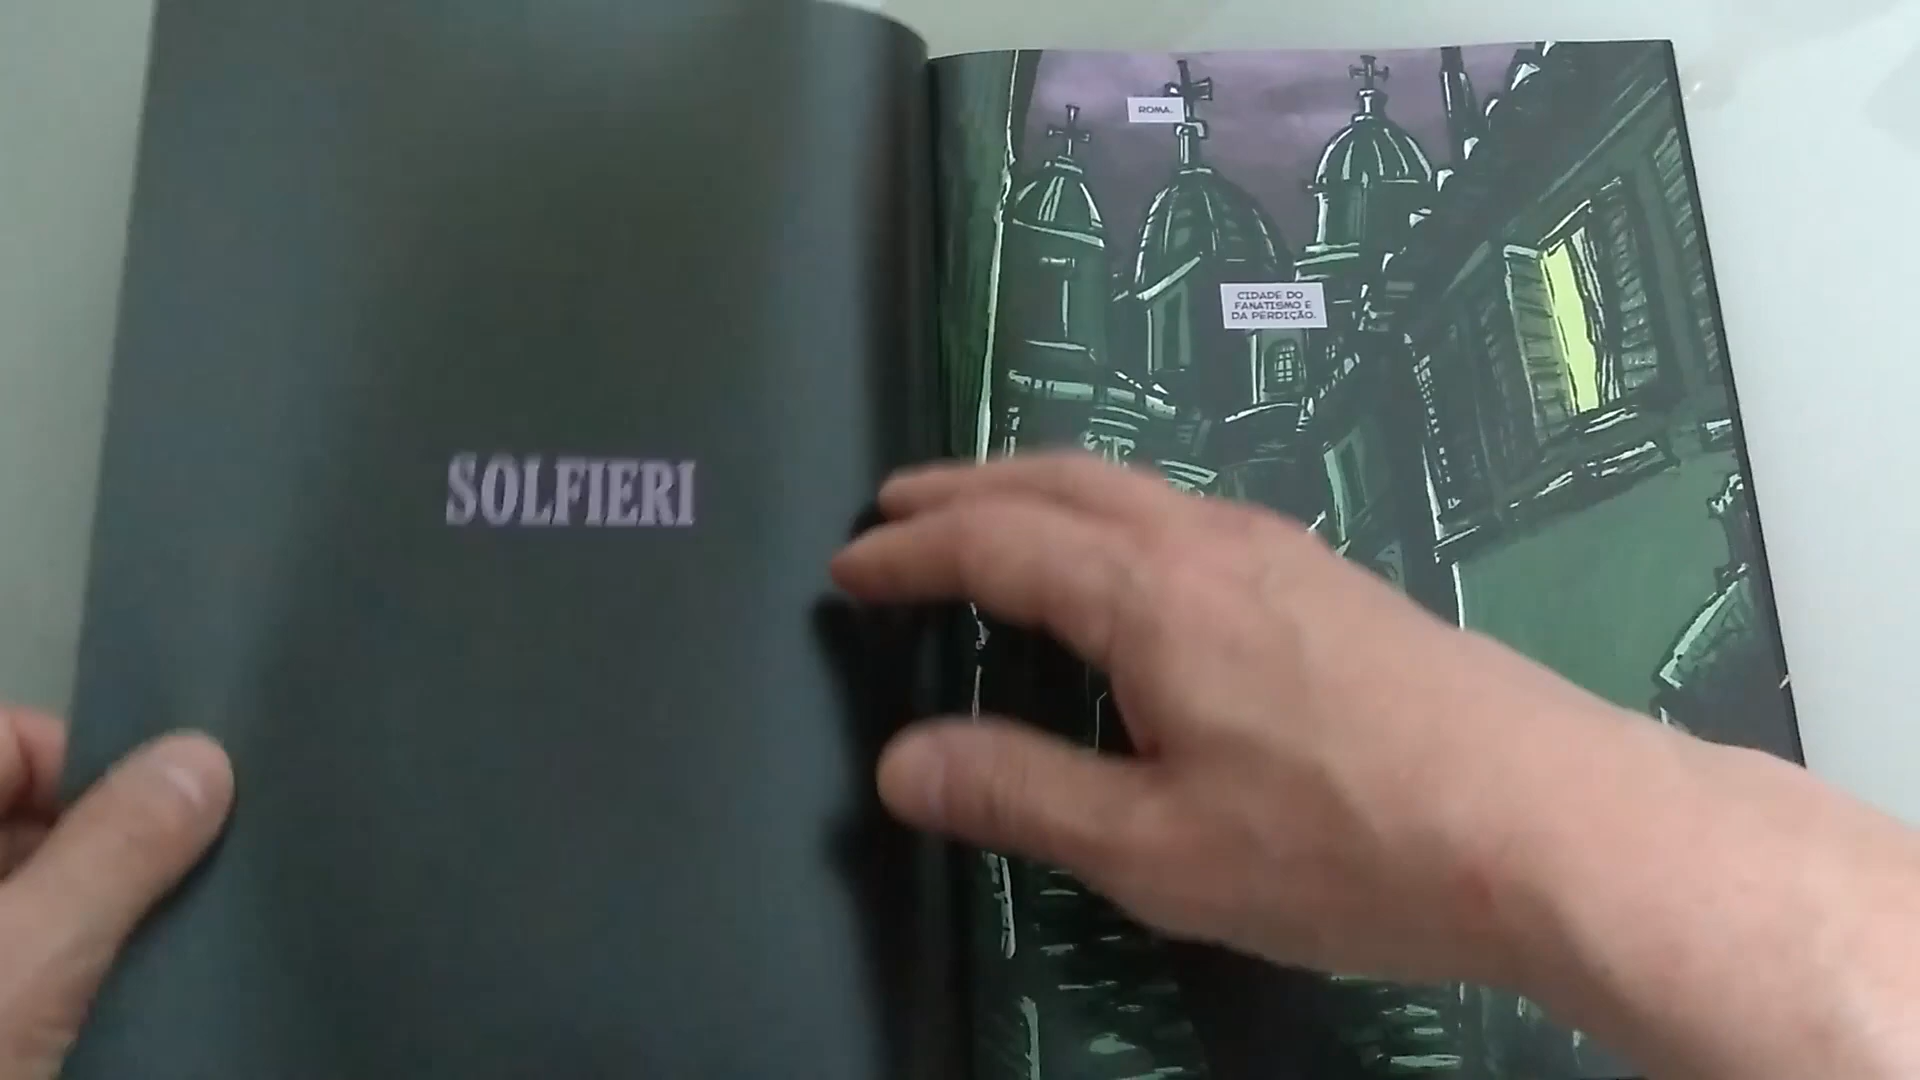 SOLFIERI
ROMA.
CIDADE DO
FANATISMO E
DA PERDIÇÃO.